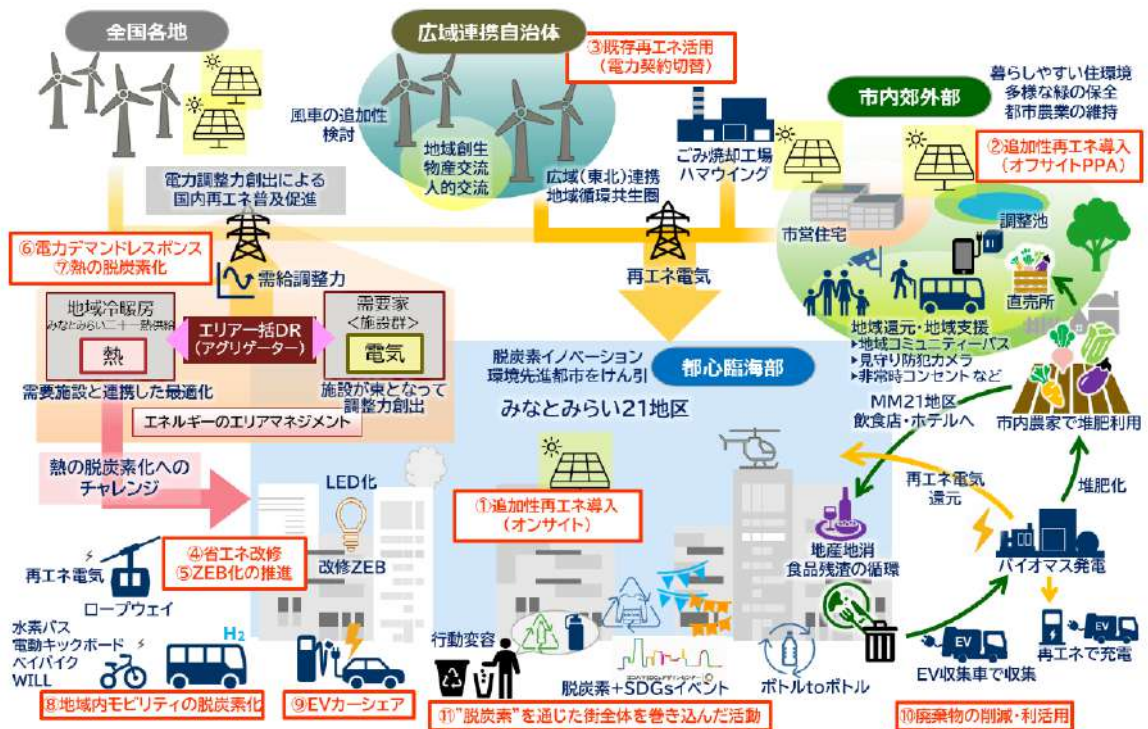 全国各地
広域連携自治体
③既存再エネ活用
(電力契約切替)
市内郊外部
暮らしやすい住環境
多様な緑の保全
都市農業の維持
風車の追加性
検討
地域創生
物産交流
人的交流
広域(東北)連携
地域循環共生圏
ごみ焼却工場
ハマウイング
②追加性再エネ導入
(オフサイトPPA)
電力調整力創出による
国内再エネ普及促進
調整池
市営住宅
直売所
⑥電力デマンドレスポンス
⑦熱の脱炭素化
需給調整力
再エネ電気
地域冷暖房
みなとみらい二十一熱供給
熱
エリア一括DR
(アグリゲーター)
需要家
<施設群>
電気
需要施設と連携した最適化
施設が束となって
調整力創出
エネルギーのエリアマネジメント
地域還元・地域支援
▸地域コミュニティーバス
▸見守り防犯カメラ
▸非常時コンセントなど
脱炭素イノベーション
環境先進都市をけん引
都心臨海部
みなとみらい21地区
MM21地区
飲食店・ホテルへ
市内農家で堆肥利用
熱の脱炭素化への
チャレンジ
LED化
改修ZEB
①追加性再エネ導入
(オンサイト)
再エネ電気
還元
堆肥化
④省エネ改修
⑤ZEB化の推進
再エネ電気
ロープウェイ
地産地消
食品残渣の循環
バイオマス発電
水素バス
電動キックボード
ベイバイク
WILL
H2
行動変容
脱炭素+SDGsイベント
ボトルtoボトル
EV
EV収集車で収集
EV
再エネで充電
⑧地域内モビリティの脱炭素化
⑨EVカーシェア
⑪"脱炭素"を通じた街全体を巻き込んだ活動
⑩廃棄物の削減・利活用